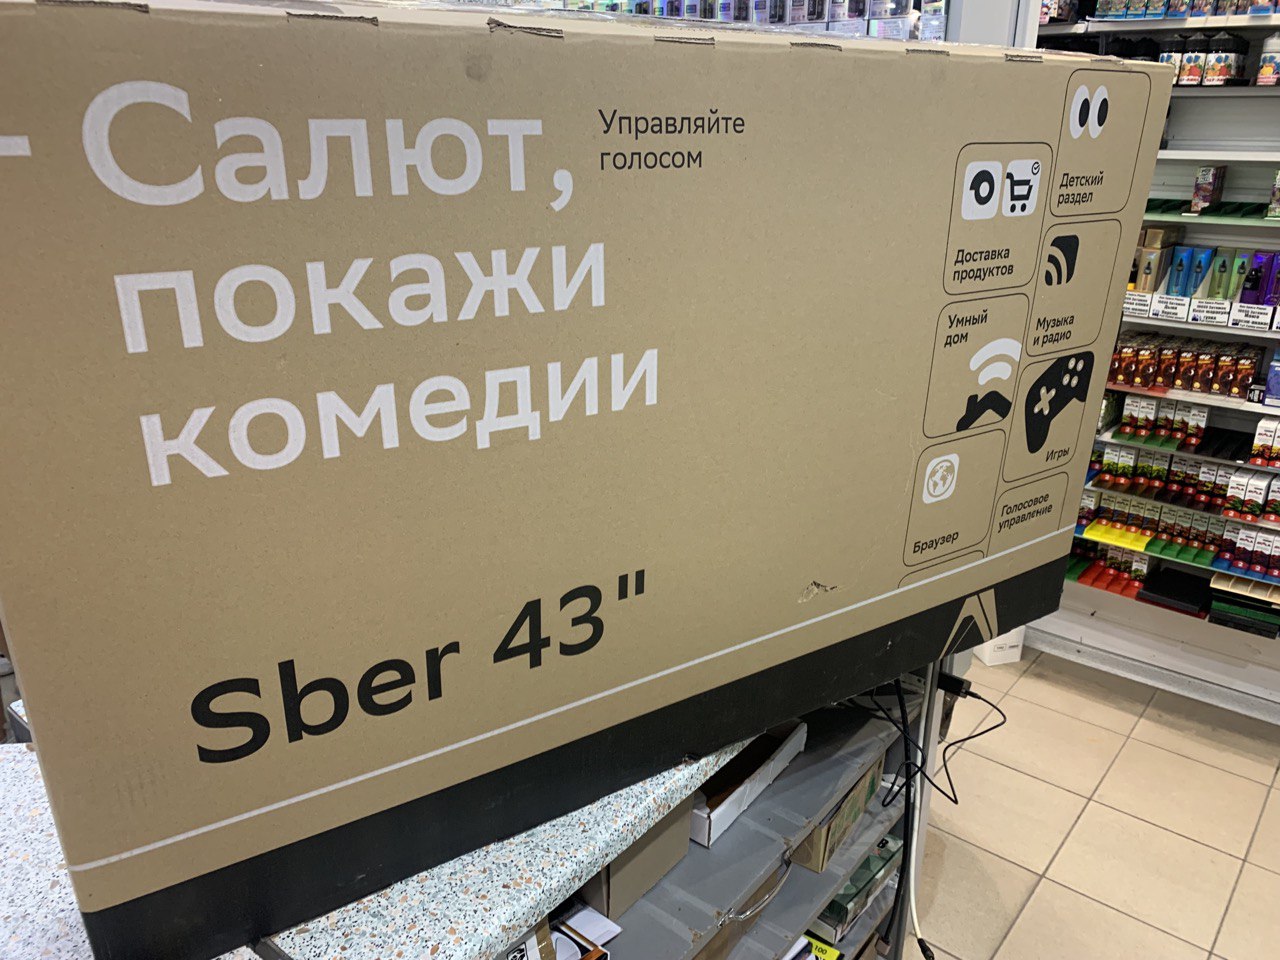 - Салют,
покажи
комедии
Управляйте
голосом
Sber 43"
Детский
раздел
Доставка
продуктов
Умный
дом
Музыка
и радио
Игры
Браузер
Голосовое
управление
100